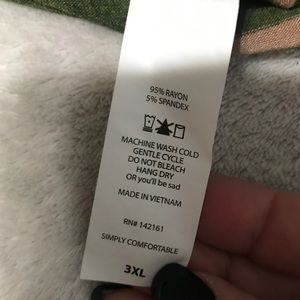 95% RAYON
5% SPANDEX
MACHINE WASH COLD
GENTLE CYCLE
DO NOT BLEACH
HANG DRY
OR you'll be sad
MADE IN VIETNAM
RN# 142161
SIMPLY COMFORTABLE
3XL